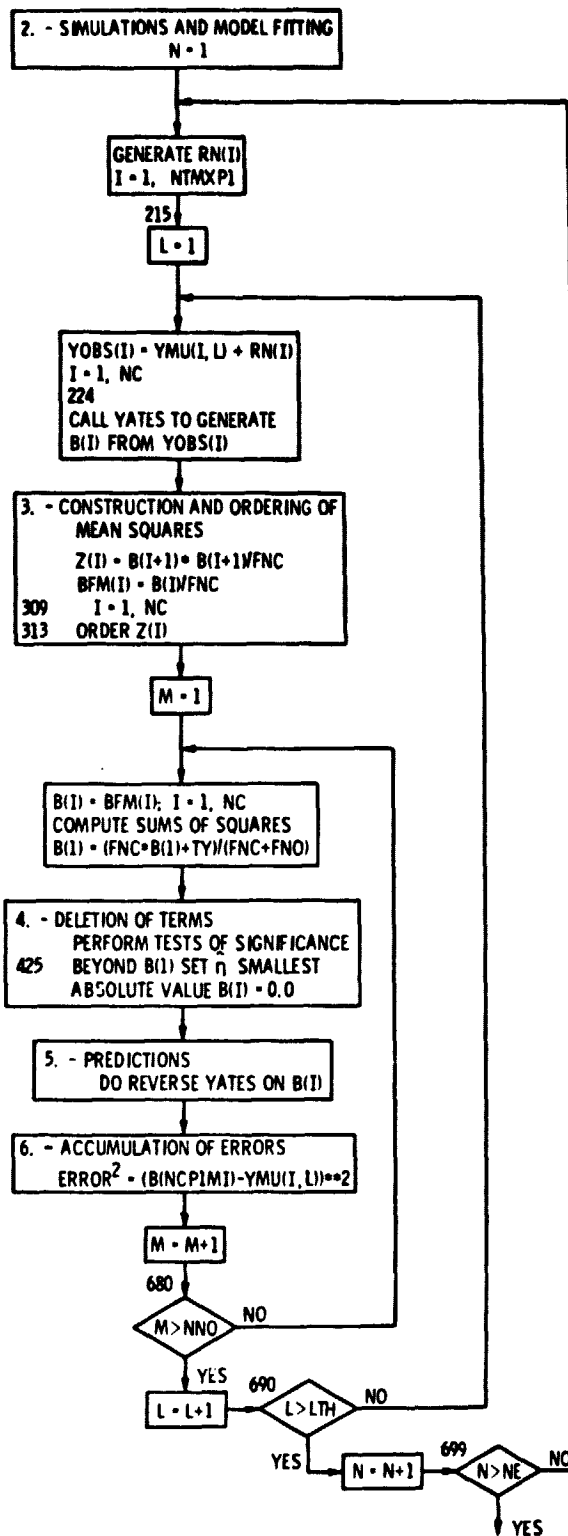 2. - SIMULATIONS AND MODEL FITTING
N = 1
GENERATE RN(I)
I = 1, NTMXP1
215
L = 1
YOBS(I) = YMU(I, L) + RN(I)
I = 1, NC
224
CALL YATES TO GENERATE
B(I) FROM YOBS(I)
3. - CONSTRUCTION AND ORDERING OF
MEAN SQUARES
Z(I) = B(I+1)* B(I+1)/FNC
BFM(I) = B(I)/FNC
309 I = 1, NC
313 ORDER Z(I)
M = 1
B(I) = BFM(I); I = 1, NC
COMPUTE SUMS OF SQUARES
B(1) = (FNC*B(1)+TY)/(FNC+FNO)
4. - DELETION OF TERMS
PERFORM TESTS OF SIGNIFICANCE
425 BEYOND B(1) SET n̂ SMALLEST
ABSOLUTE VALUE B(I) = 0.0
5. - PREDICTIONS
DO REVERSE YATES ON B(I)
6. - ACCUMULATION OF ERRORS
ERROR² = (B(NCP1MI)-YMU(I, L))**2
M = M+1
680
M > NNO NO
YES
L = L+1
690
L > LTH NO
YES
N = N+1
699
N > NE NO
YES